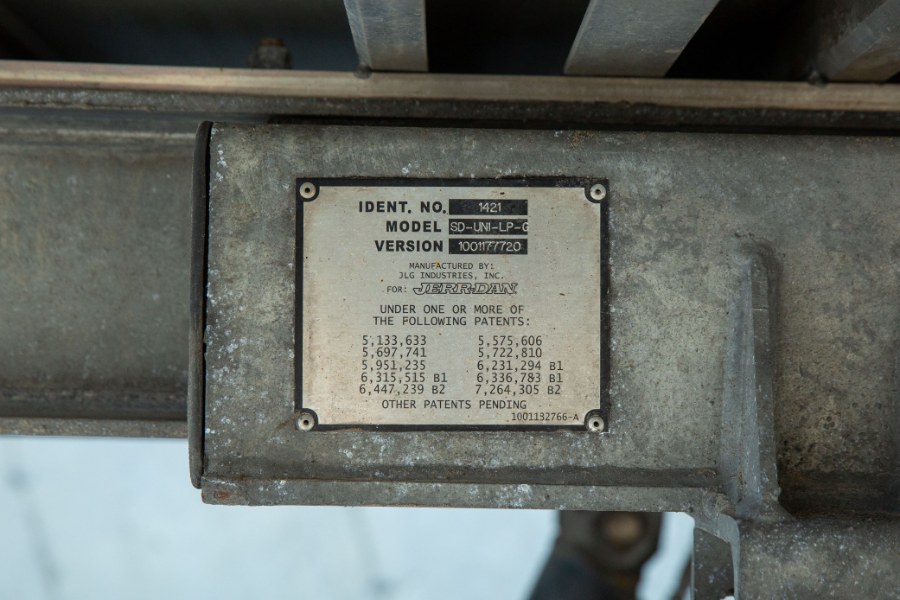 IDENT. NO. 1421
MODEL SD-UNI-LP-G
VERSION 1001177720
MANUFACTURED BY:
JLG INDUSTRIES, INC.
FOR: JERR-DAN
UNDER ONE OR MORE OF
THE FOLLOWING PATENTS:
5,133,633 5,575,606
5,697,741 5,722,810
5,951,235 6,231,294 B1
6,315,515 B1 6,336,783 B1
6,447,239 B2 7,264,305 B2
OTHER PATENTS PENDING
1001132766-A